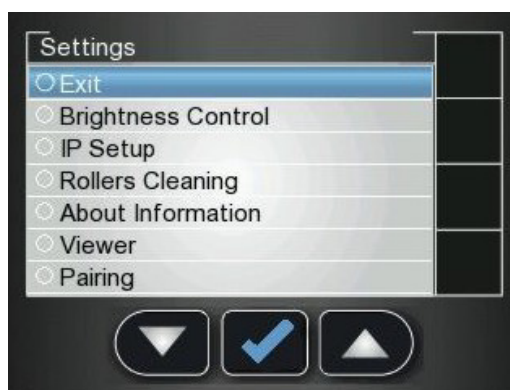 Settings
Exit
Brightness Control
IP Setup
Rollers Cleaning
About Information
Viewer
Pairing